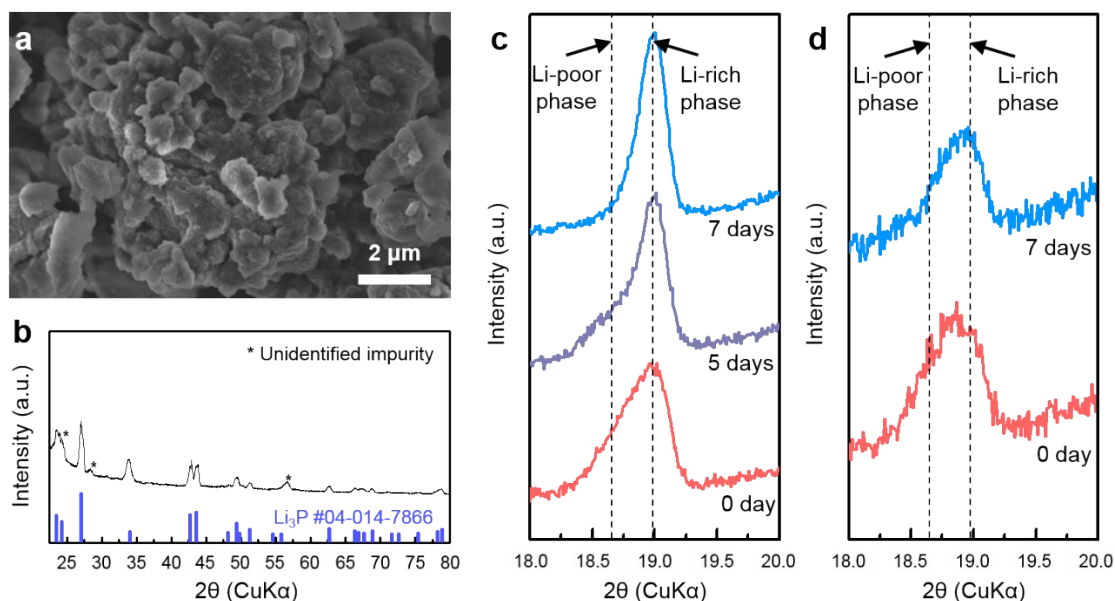 a
2 μm
b
* Unidentified impurity
*
*
*
Li₃P #04-014-7866
Intensity (a.u.)
25 30 35 40 45 50 55 60 65 70 75 80
2θ (CuKα)
c
Li-poor
phase
Li-rich
phase
7 days
5 days
0 day
Intensity (a.u.)
18.0 18.5 19.0 19.5 20.0
2θ (CuKα)
d
Li-poor
phase
Li-rich
phase
7 days
0 day
Intensity (a.u.)
18.0 18.5 19.0 19.5 20.0
2θ (CuKα)